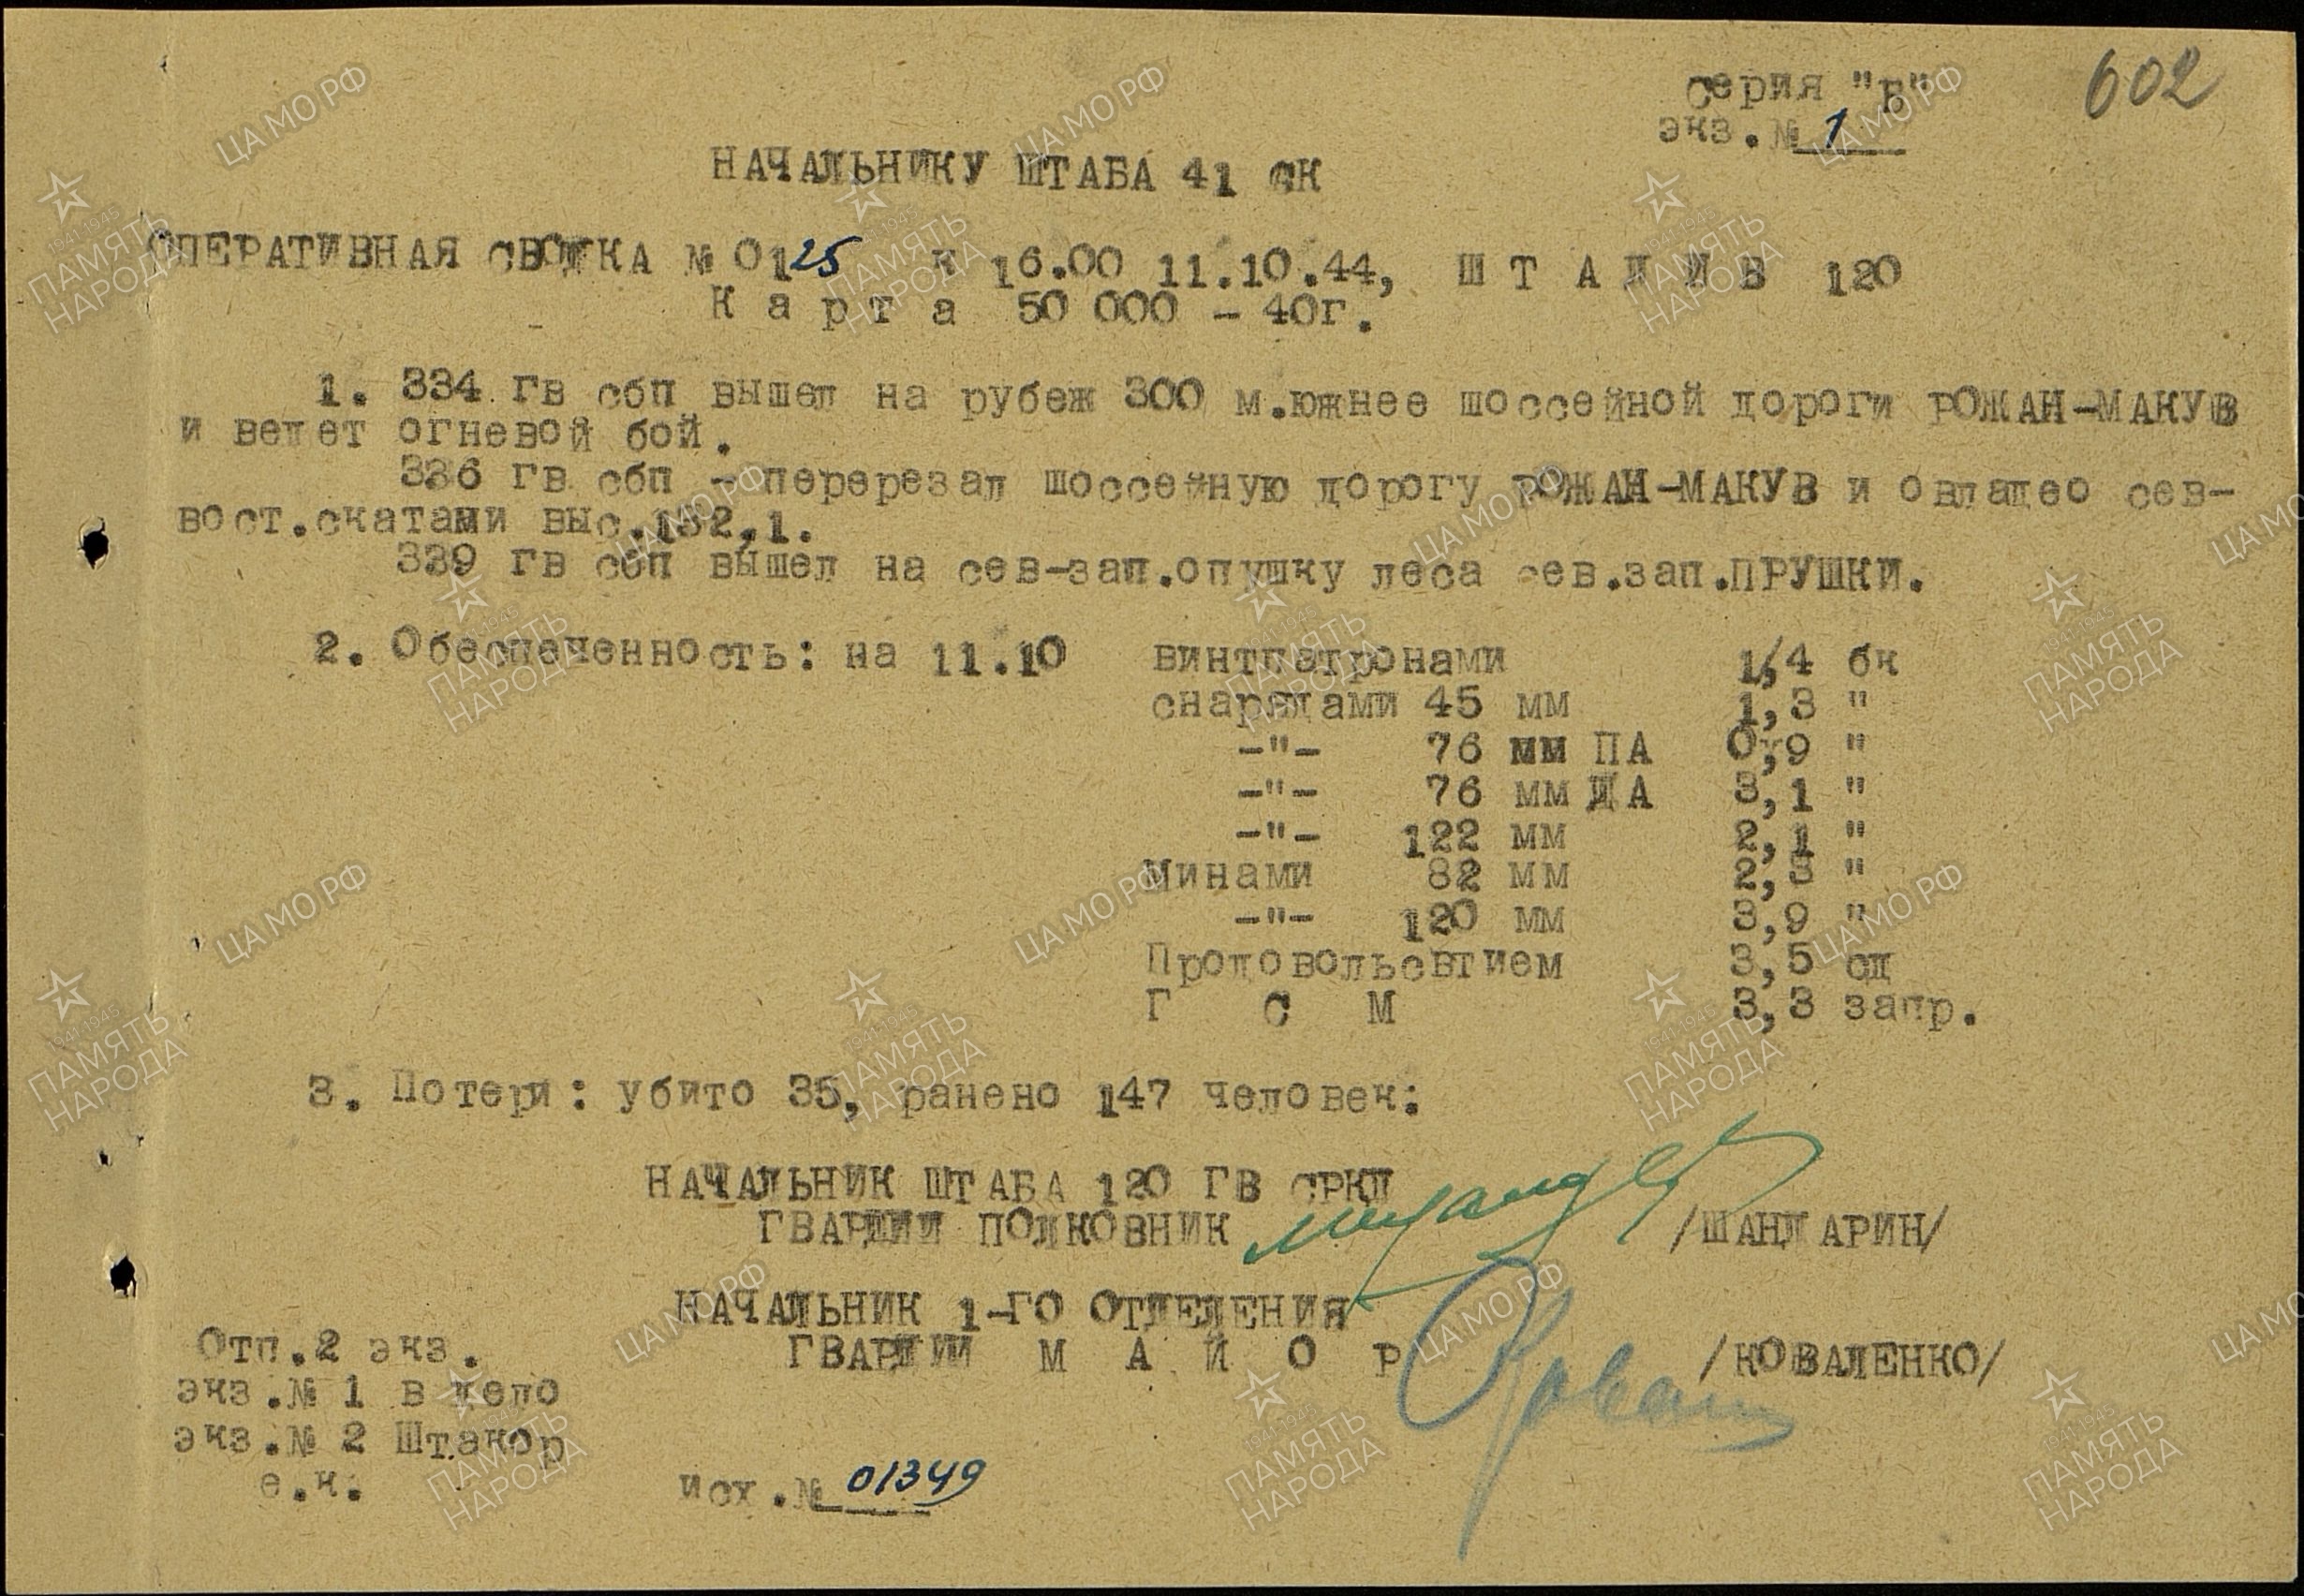 602
серия "Б"
экз.№ 1
НАЧАЛЬНИКУ ШТАБА 41 СК
ОПЕРАТИВНАЯ СВОДКА № 0125 к 16.00 11.10.44, Ш Т А Д И В 120
К а р т а 50 000 - 40г.
1. 334 гв сбп вышел на рубеж 300 м.южнее шоссейной дороги РОЖАН-МАКУВ
и ведет огневой бой.
336 гв сбп - перерезал шоссейную дорогу РОЖАН-МАКУВ и овладео сев-
вост.скатами выс.132,1.
339 гв сбп вышел на сев-зап.опушку леса сев.зап.ПРУШКИ.
2. Обеспеченность: на 11.10 винтпатронами 1,4 бк
снарядами 45 мм 1,3 "
-"- 76 мм ПА 0,9 "
-"- 76 мм ДА 3,1 "
-"- 122 мм 2,1 "
Минами 82 мм 2,3 "
-"- 120 мм 3,9 "
Продовольсвтием 3,5 сд
Г С М 3,3 запр.
3. Потери: убито 35, ранено 147 человек:
НАЧАЛЬНИК ШТАБА 120 ГВ СРКД
ГВАРДИИ ПОЛКОВНИК /ШАНДАРИН/
НАЧАЛЬНИК 1-ГО ОТДЕЛЕНИЯ
ГВАРДИИ М А Й О Р /КОВАЛЕНКО/
Отп.2 экз.
экз.№ 1 в дело
экз.№ 2 Штакор
е.к.
исх.№ 01349